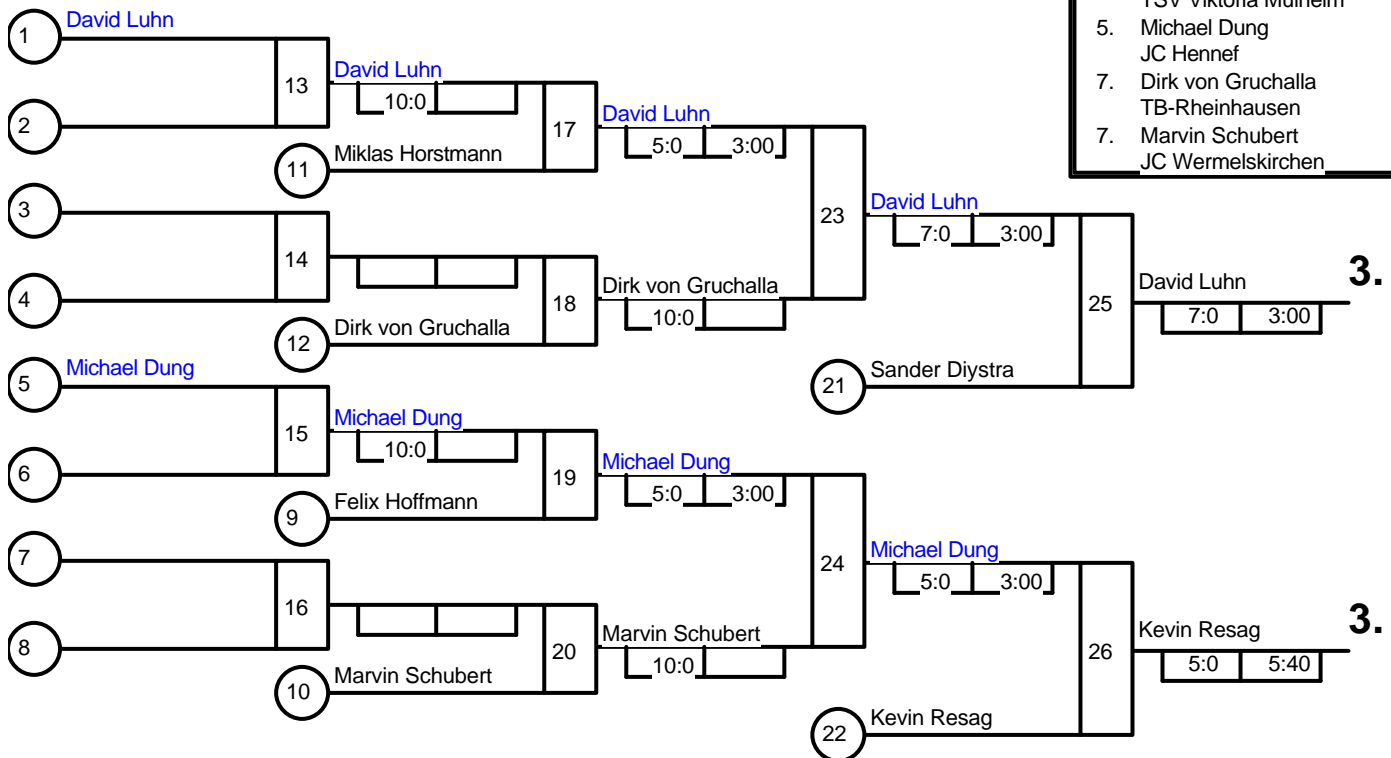 TSV Viktoria Mülheim
5. Michael Dung
JC Hennef
7. Dirk von Gruchalla
TB-Rheinhausen
7. Marvin Schubert
JC Wermelskirchen
1 David Luhn
13 David Luhn
10:0
2
17 David Luhn
5:0 3:00
11 Miklas Horstmann
3
23 David Luhn
7:0 3:00
14
4
18 Dirk von Gruchalla
10:0
12 Dirk von Gruchalla
25 David Luhn 3.
7:0 3:00
5 Michael Dung
21 Sander Diystra
15 Michael Dung
10:0
6
19 Michael Dung
5:0 3:00
9 Felix Hoffmann
7
24 Michael Dung
5:0 3:00
16
8
20 Marvin Schubert
10:0
10 Marvin Schubert
26 Kevin Resag 3.
5:0 5:40
22 Kevin Resag